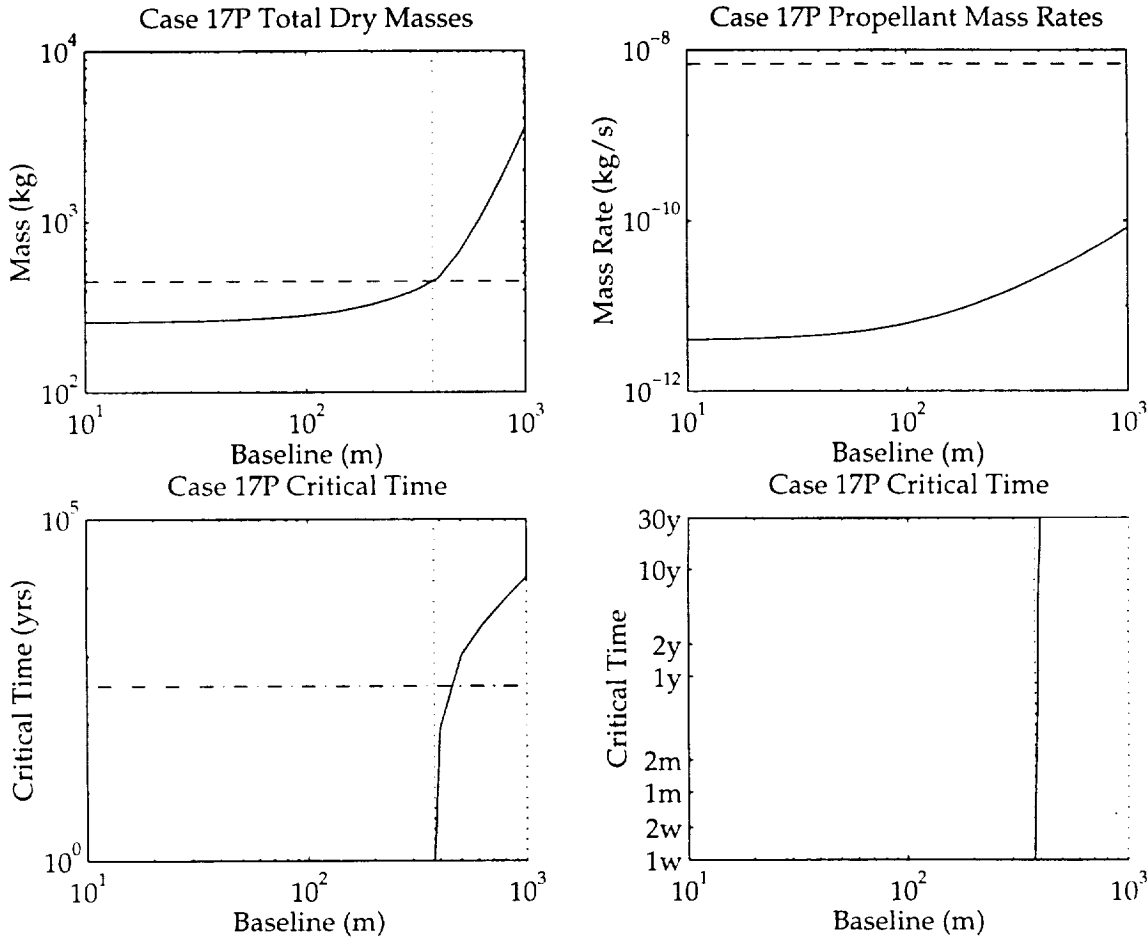 Case 17P Total Dry Masses
10^4
10^3
10^2
Mass (kg)
10^1 10^2 10^3
Baseline (m)
Case 17P Propellant Mass Rates
10^-8
10^-10
10^-12
Mass Rate (kg/s)
10^1 10^2 10^3
Baseline (m)
Case 17P Critical Time
10^5
10^0
Critical Time (yrs)
10^1 10^2 10^3
Baseline (m)
Case 17P Critical Time
30y
10y
2y
1y
2m
1m
2w
1w
Critical Time
10^1 10^2 10^3
Baseline (m)